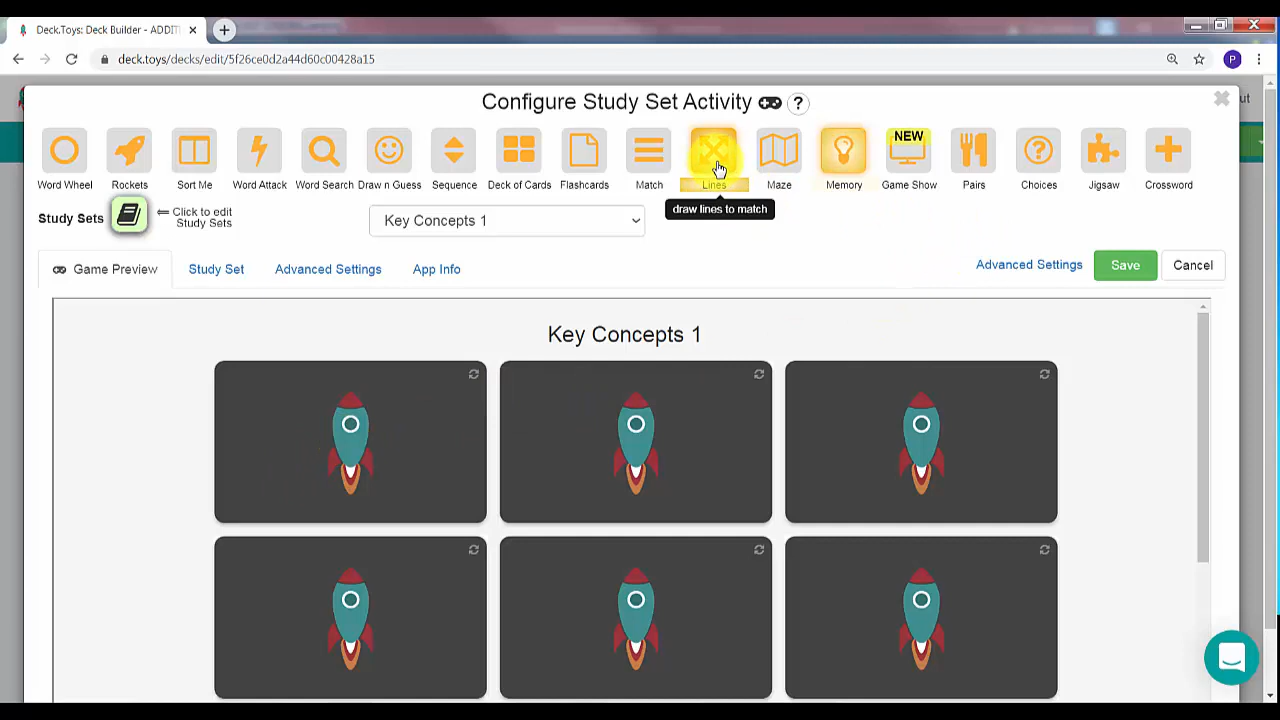 Deck.Toys: Deck Builder - ADDIT
deck.toys/decks/edit/5f26ce0d2a44d60c00428a15
P
Configure Study Set Activity ?
NEW
Word Wheel Rockets Sort Me Word Attack Word Search Draw n Guess Sequence Deck of Cards Flashcards Match Lines Maze Memory Game Show Pairs Choices Jigsaw Crossword
draw lines to match
Study Sets Click to edit
Study Sets
Key Concepts 1
Game Preview Study Set Advanced Settings App Info Advanced Settings Save Cancel
Key Concepts 1